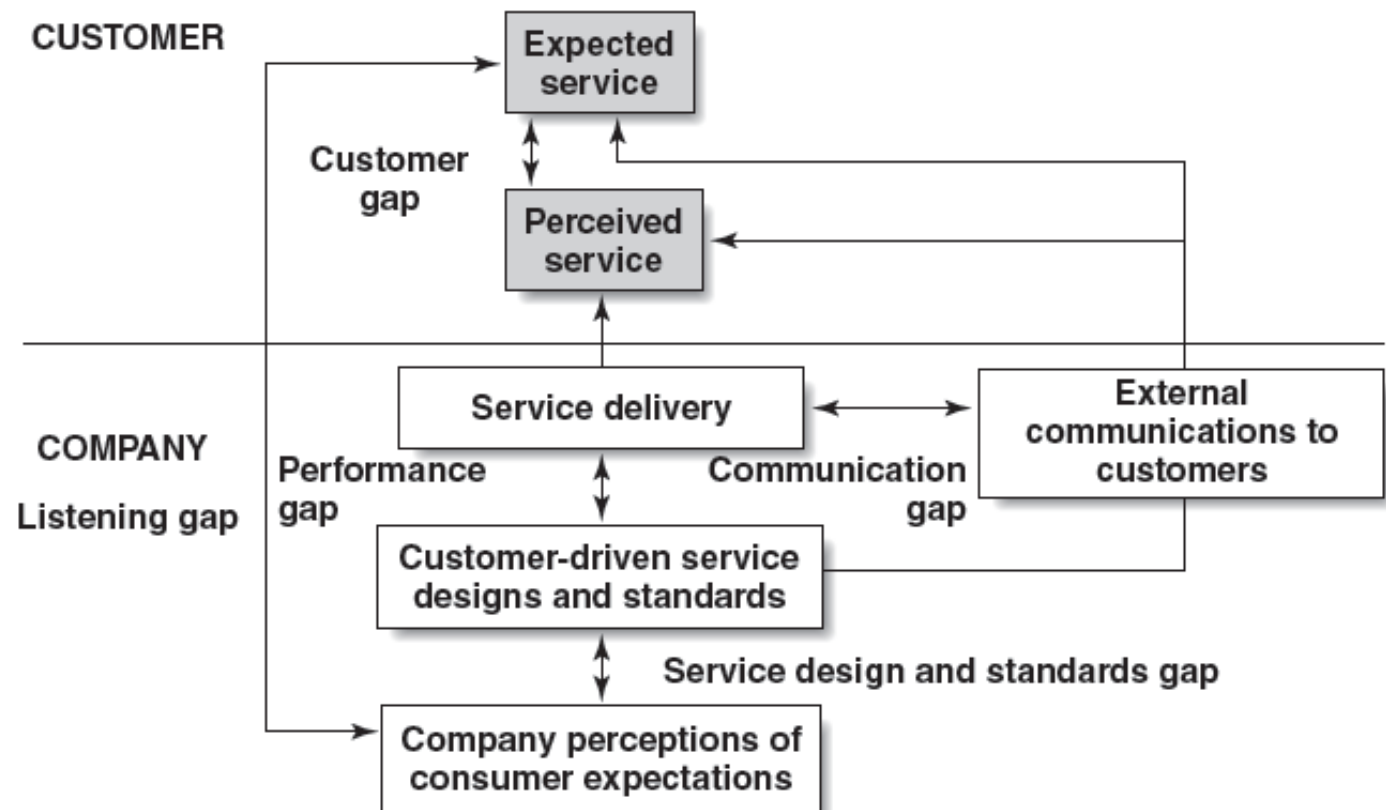 CUSTOMER
Expected
service
Customer
gap
Perceived
service
Service delivery
External
communications to
customers
COMPANY
Listening gap
Performance
gap
Communication
gap
Customer-driven service
designs and standards
Service design and standards gap
Company perceptions of
consumer expectations